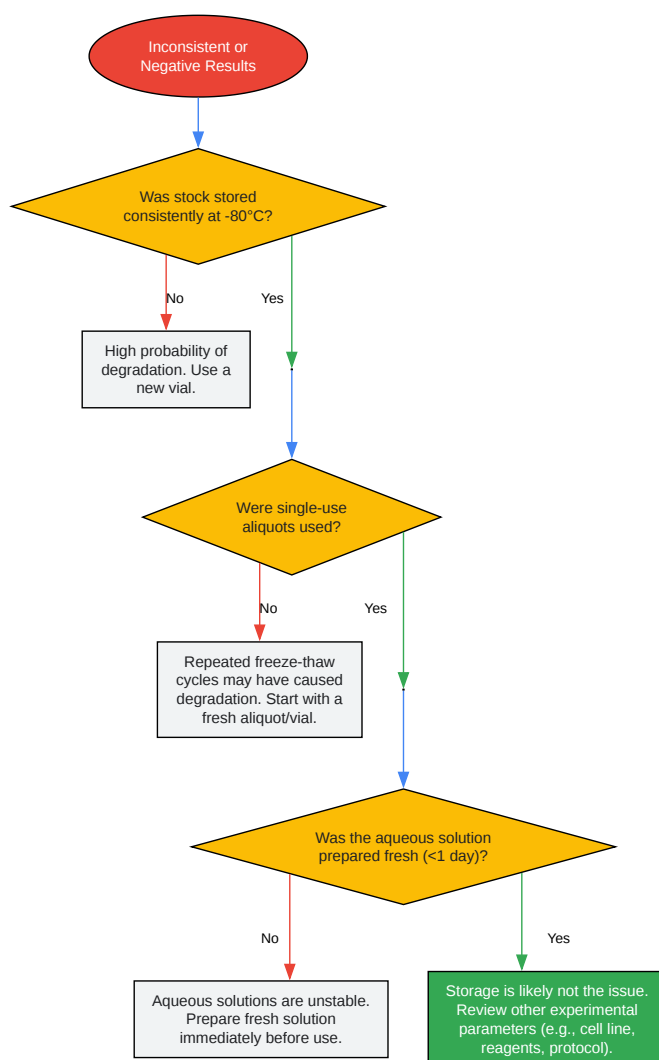 Inconsistent or
Negative Results
Was stock stored
consistently at -80°C?
No
Yes
High probability of
degradation. Use a
new vial.
Were single-use
aliquots used?
No
Yes
Repeated freeze-thaw
cycles may have caused
degradation. Start with a
fresh aliquot/vial.
Was the aqueous solution
prepared fresh (<1 day)?
No
Yes
Aqueous solutions are unstable.
Prepare fresh solution
immediately before use.
Storage is likely not the issue.
Review other experimental
parameters (e.g., cell line,
reagents, protocol).